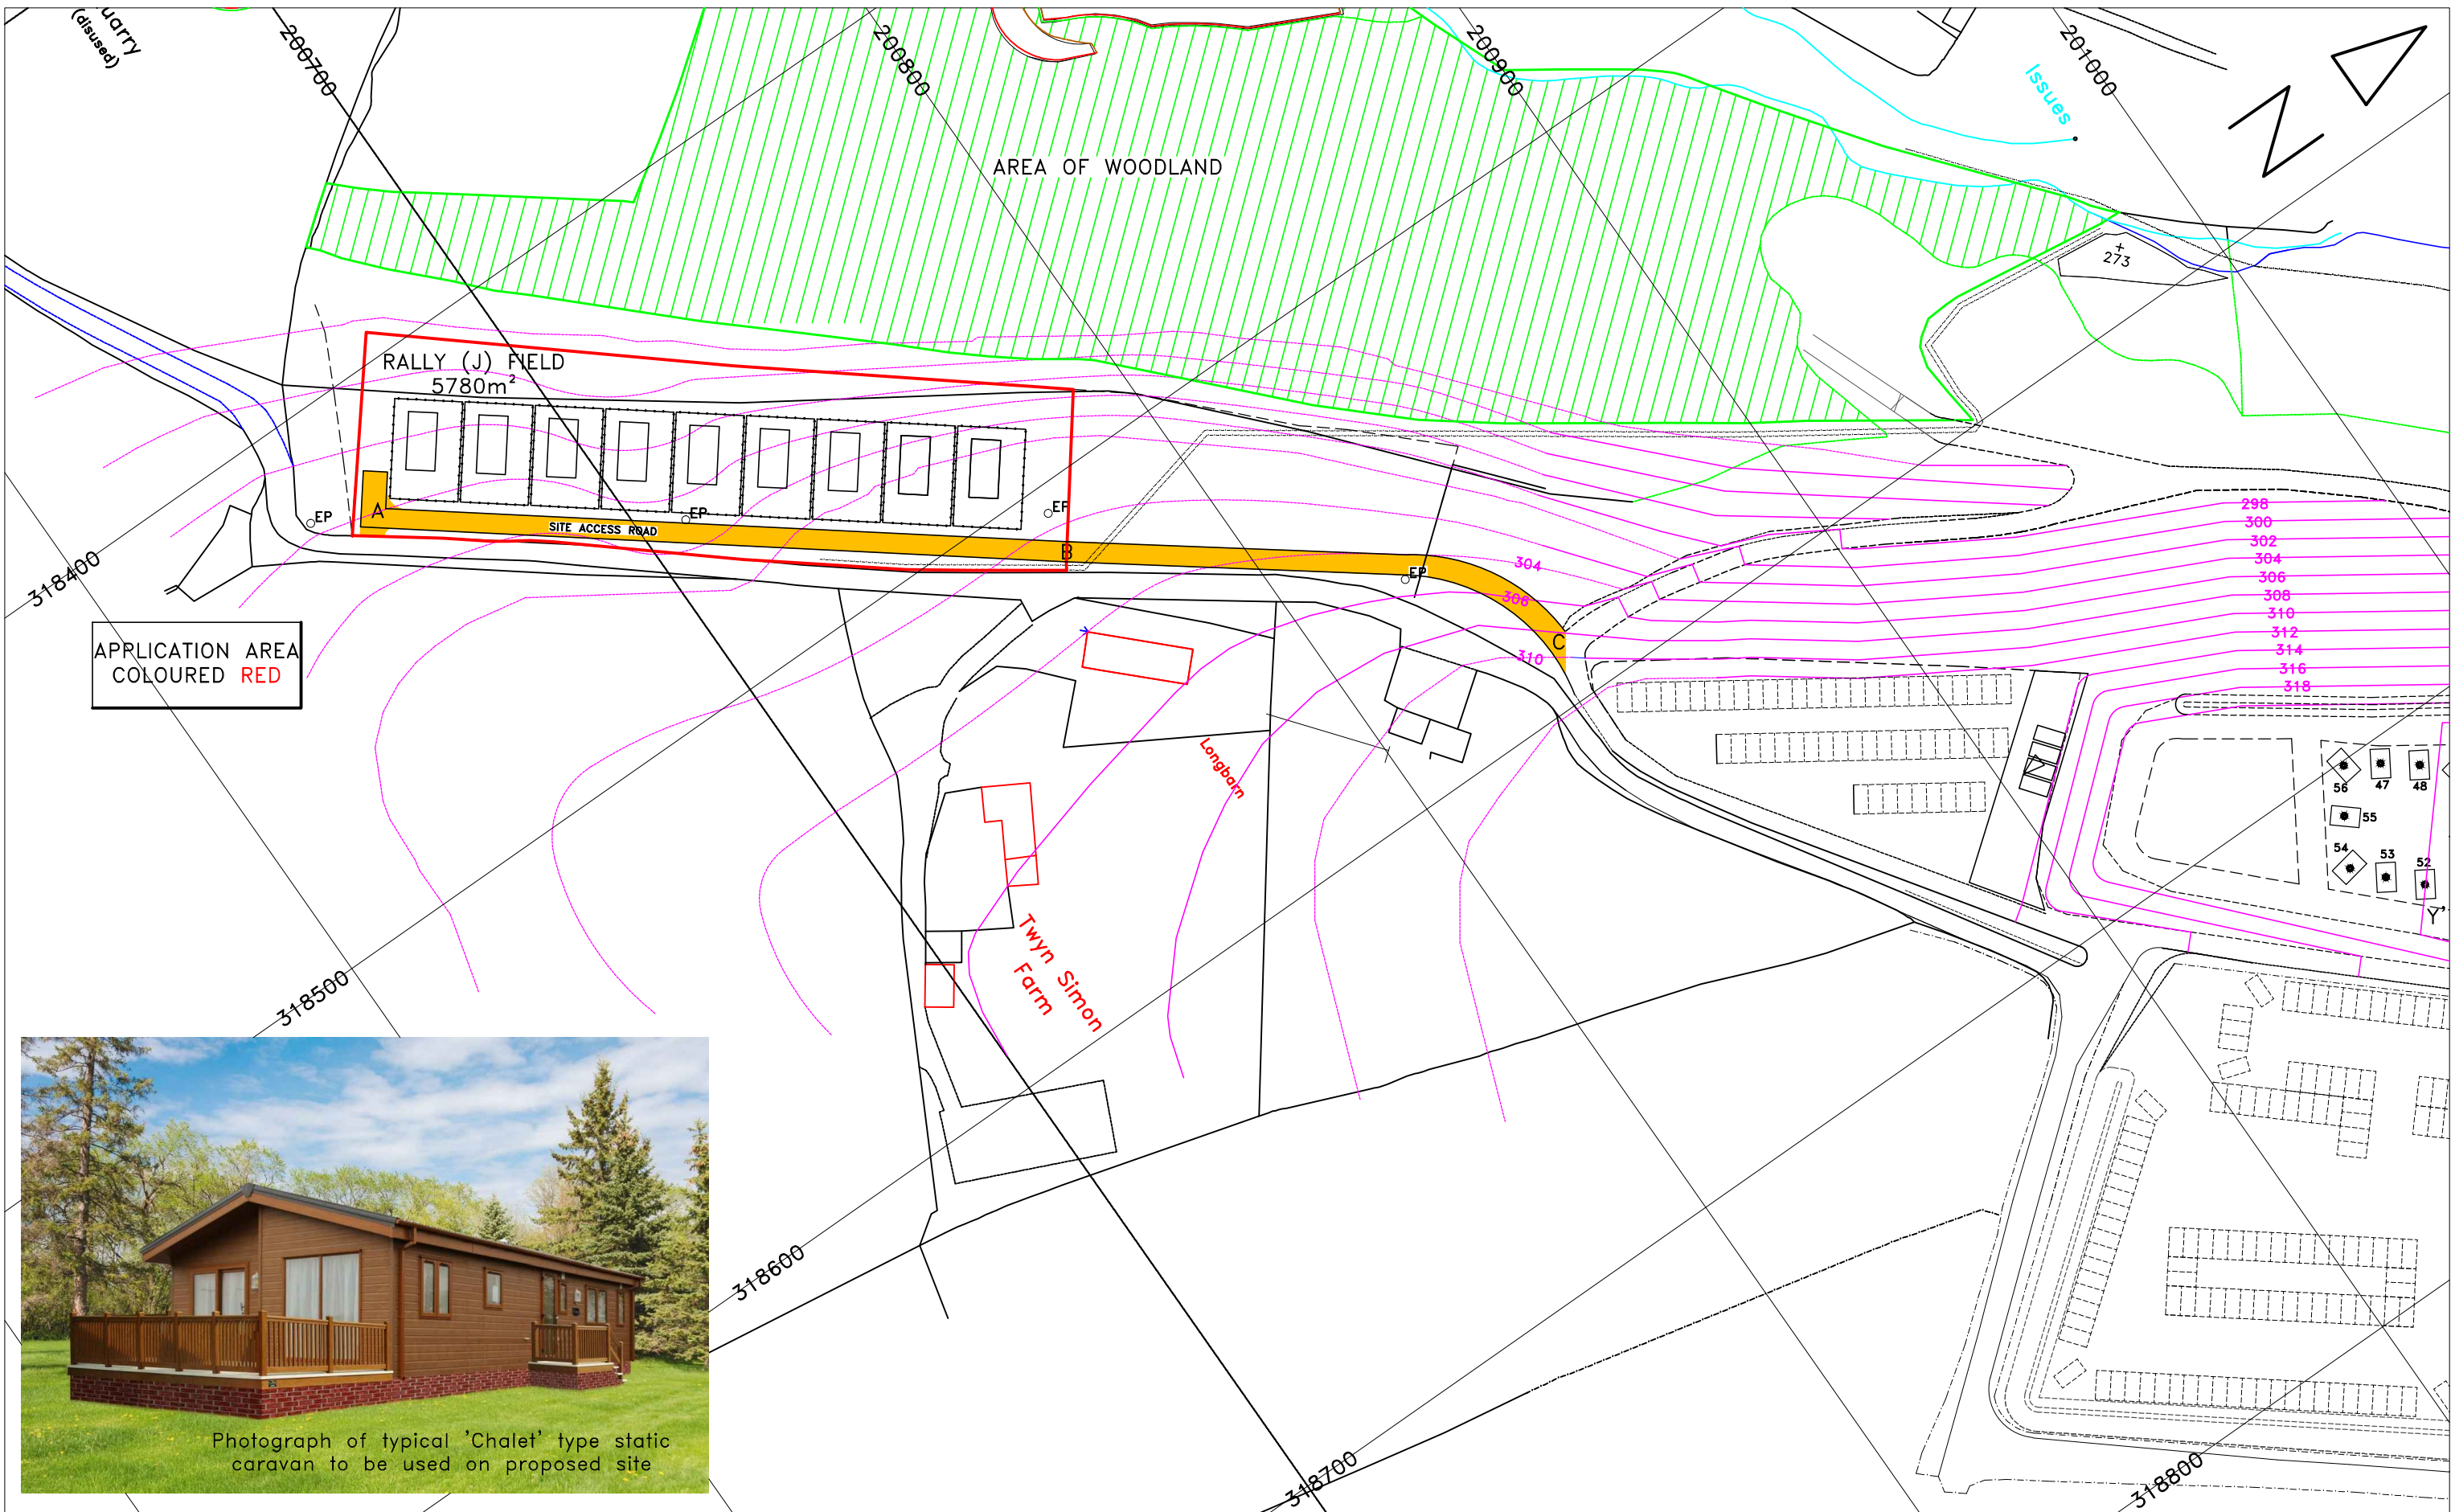 uarry
(disused)
200700
200800
200900
201000
Issues
N
AREA OF WOODLAND
+
273
RALLY (J) FIELD
5780m²
A
EP
EP
EP
SITE ACCESS ROAD
B
EP
C
304
306
310
298
300
302
304
306
308
310
312
314
316
318
318400
APPLICATION AREA
COLOURED RED
Longbarn
56
47
48
55
54
53
52
Y'
Twyn Simon
Farm
318500
318600
318700
318800
Photograph of typical 'Chalet' type static
caravan to be used on proposed site